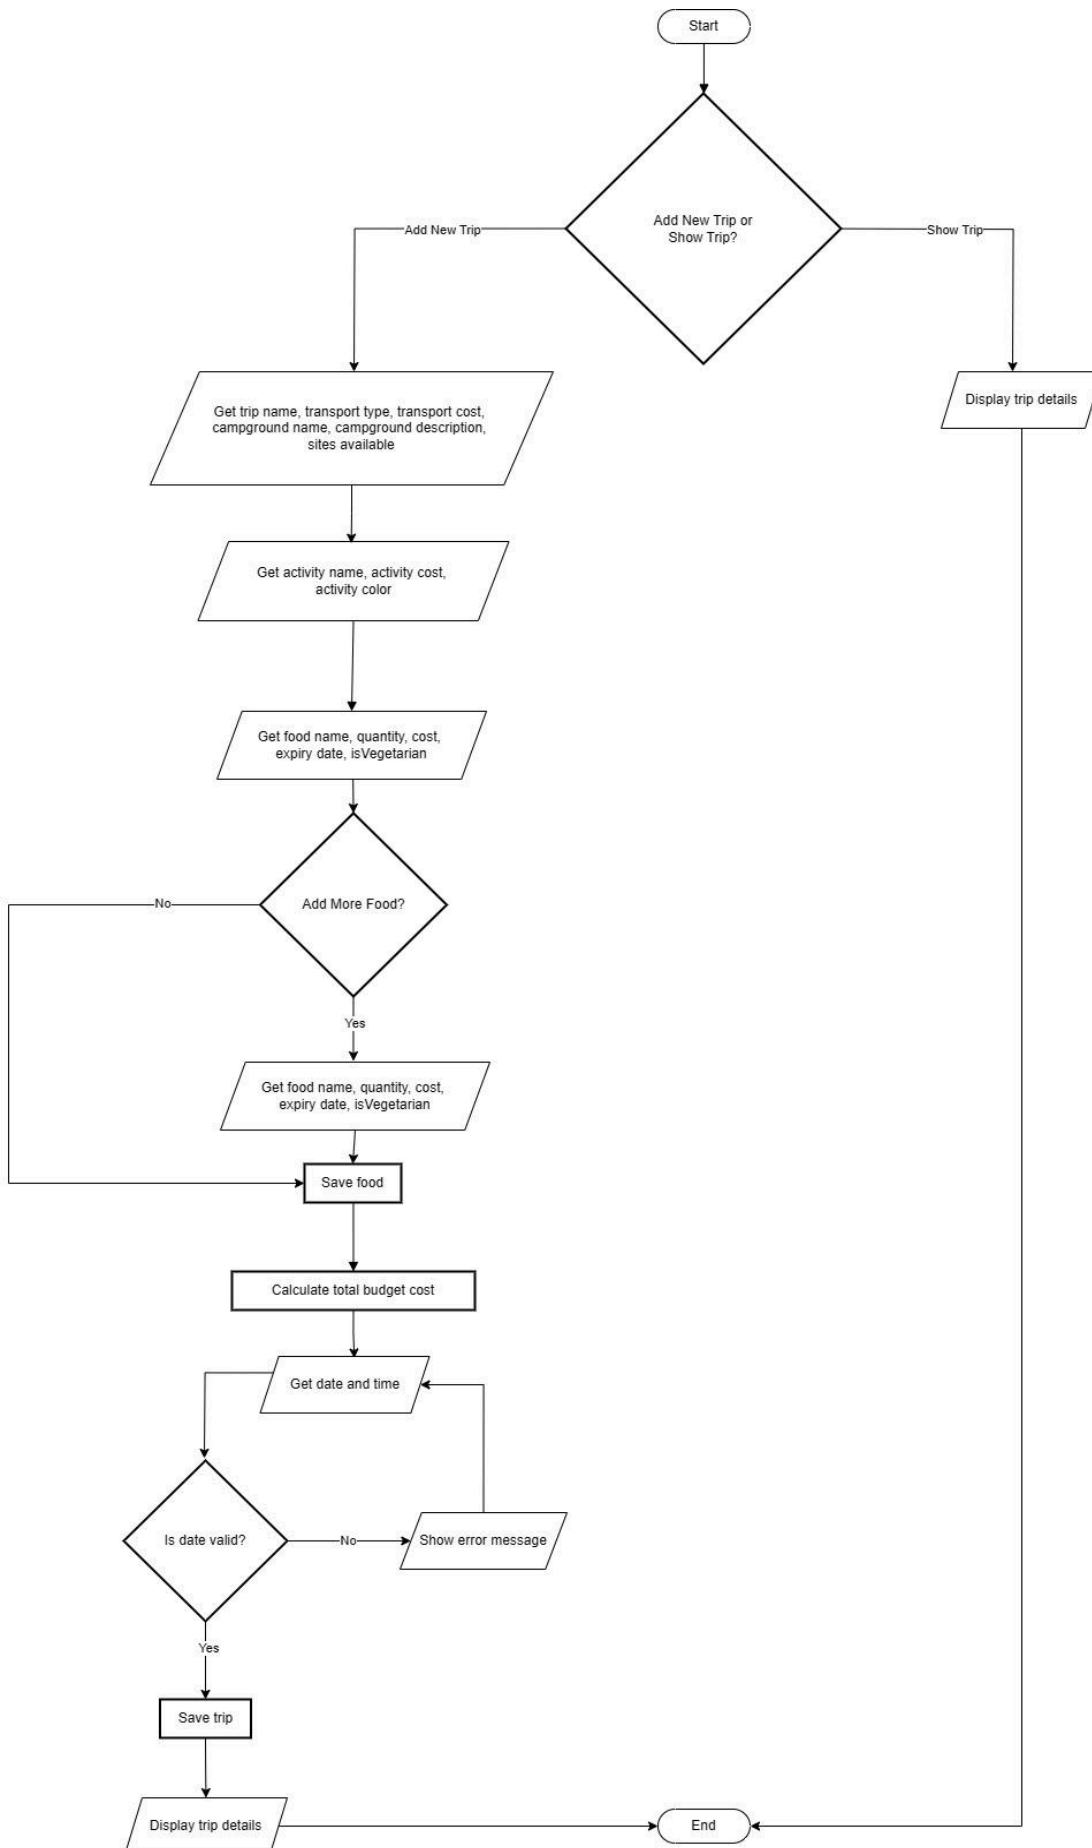 Start
Add New Trip or
Show Trip?
Add New Trip
Show Trip
Get trip name, transport type, transport cost,
campground name, campground description,
sites available
Display trip details
Get activity name, activity cost,
activity color
Get food name, quantity, cost,
expiry date, isVegetarian
Add More Food?
No
Yes
Get food name, quantity, cost,
expiry date, isVegetarian
Save food
Calculate total budget cost
Get date and time
Is date valid?
No
Show error message
Yes
Save trip
Display trip details
End